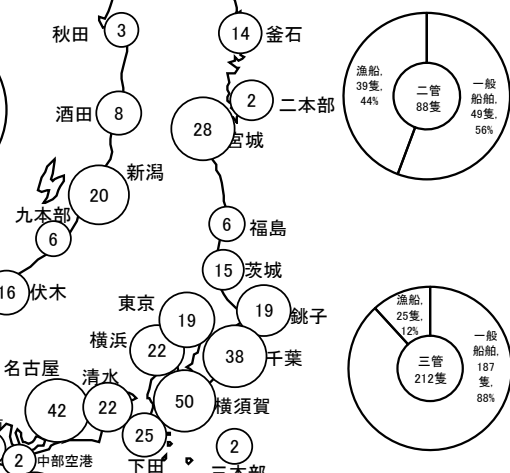 秋田
3
14
釜石
酒田
8
2
二本部
28
宮城
新潟
20
九本部
6
6
福島
16
伏木
15
茨城
東京
19
19
銚子
横浜
22
38
千葉
名古屋
42
清水
22
50
横須賀
25
下田
2
三本部
2
中部空港
漁船,
39隻,
44%
二管
88隻
一般
船舶,
49隻,
56%
漁船,
25隻,
12%
三管
212隻
一般
船舶,
187
隻,
88%